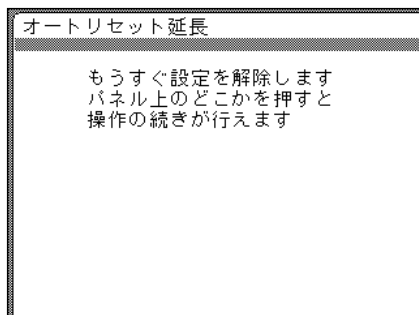 オートリセット延長
もうすぐ設定を解除します
パネル上のどこかを押すと
操作の続きが行えます